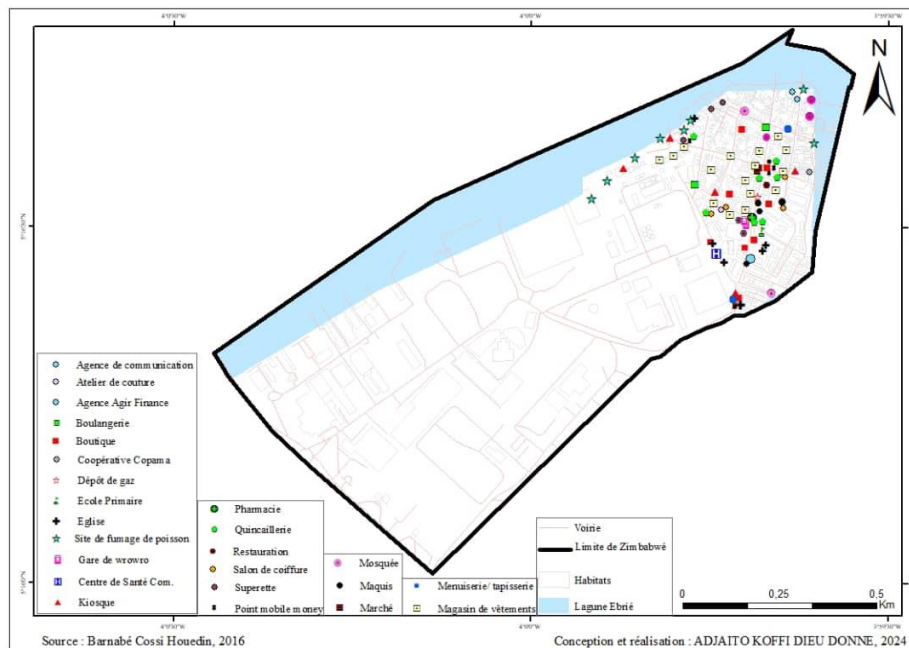 4°0'30"W 4°0'0"W 3°59'30"W
N
Agence de communication
Atelier de couture
Agence Agir Finance
Boulangerie
Boutique
Coopérative Copama
Dépôt de gaz
Ecole Primaire
Eglise
Site de fumage de poisson
Gare de wrowro
Centre de Santé Com.
Kiosque
Pharmacie
Quincaillerie
Restauration
Salon de coiffure
Superette
Point mobile money
Mosquée
Maquis
Marché
Menuiserie/ tapisserie
Magasin de vêtements
Voirie
Limite de Zimbabwé
Habitats
Lagune Ebrié
0 0,25 0.5
Km
H
Source : Barnabé Cossi Houedin, 2016
Conception et réalisation : ADJAITO KOFFI DIEU DONNE, 2024